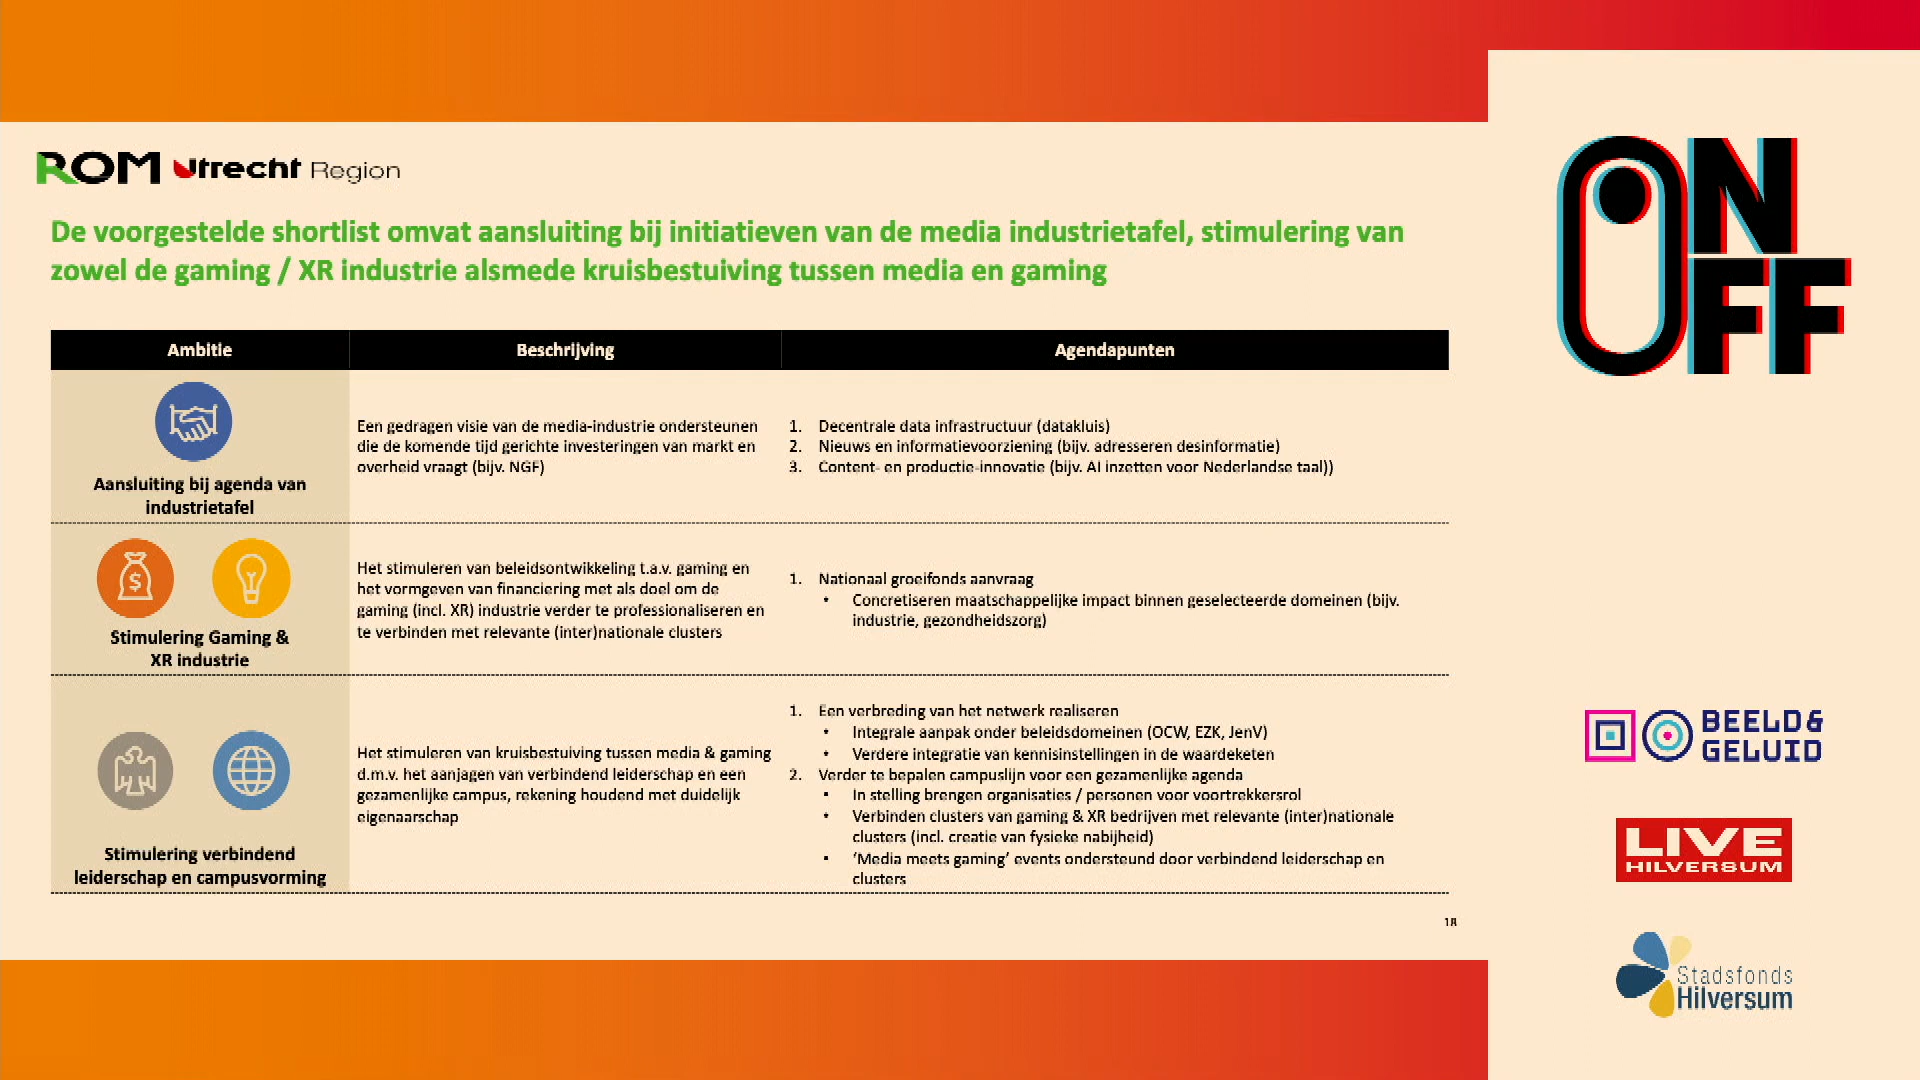 ROM Utrecht Region
De voorgestelde shortlist omvat aansluiting bij initiatieven van de media industrietafel, stimulering van
zowel de gaming / XR industrie alsmede kruisbestuiving tussen media en gaming
Ambitie
Beschrijving
Agendapunten
Aansluiting bij agenda van
industrietafel
Een gedragen visie van de media-industrie ondersteunen
die de komende tijd gerichte investeringen van markt en
overheid vraagt (bijv. NGF)
1. Decentrale data infrastructuur (datakluis)
2. Nieuws en informatievoorziening (bijv. adresseren desinformatie)
3. Content- en productie-innovatie (bijv. AI inzetten voor Nederlandse taal))
Stimulering Gaming &
XR industrie
Het stimuleren van beleidsontwikkeling t.a.v. gaming en
het vormgeven van financiering met als doel om de
gaming (incl. XR) industrie verder te professionaliseren en
te verbinden met relevante (inter)nationale clusters
1. Nationaal groeifonds aanvraag
• Concretiseren maatschappelijke impact binnen geselecteerde domeinen (bijv.
industrie, gezondheidszorg)
Stimulering verbindend
leiderschap en campusvorming
Het stimuleren van kruisbestuiving tussen media & gaming
d.m.v. het aanjagen van verbindend leiderschap en een
gezamenlijke campus, rekening houdend met duidelijk
eigenaarschap
1. Een verbreding van het netwerk realiseren
• Integrale aanpak onder beleidsdomeinen (OCW, EZK, JenV)
• Verdere integratie van kennisinstellingen in de waardeketen
2. Verder te bepalen campuslijn voor een gezamenlijke agenda
• In stelling brengen organisaties / personen voor voortrekkersrol
• Verbinden clusters van gaming & XR bedrijven met relevante (inter)nationale
clusters (incl. creatie van fysieke nabijheid)
• ‘Media meets gaming’ events ondersteund door verbindend leiderschap en
clusters
18
ON
OFF
BEELD&
GELUID
LIVE
HILVERSUM
Stadsfonds
Hilversum